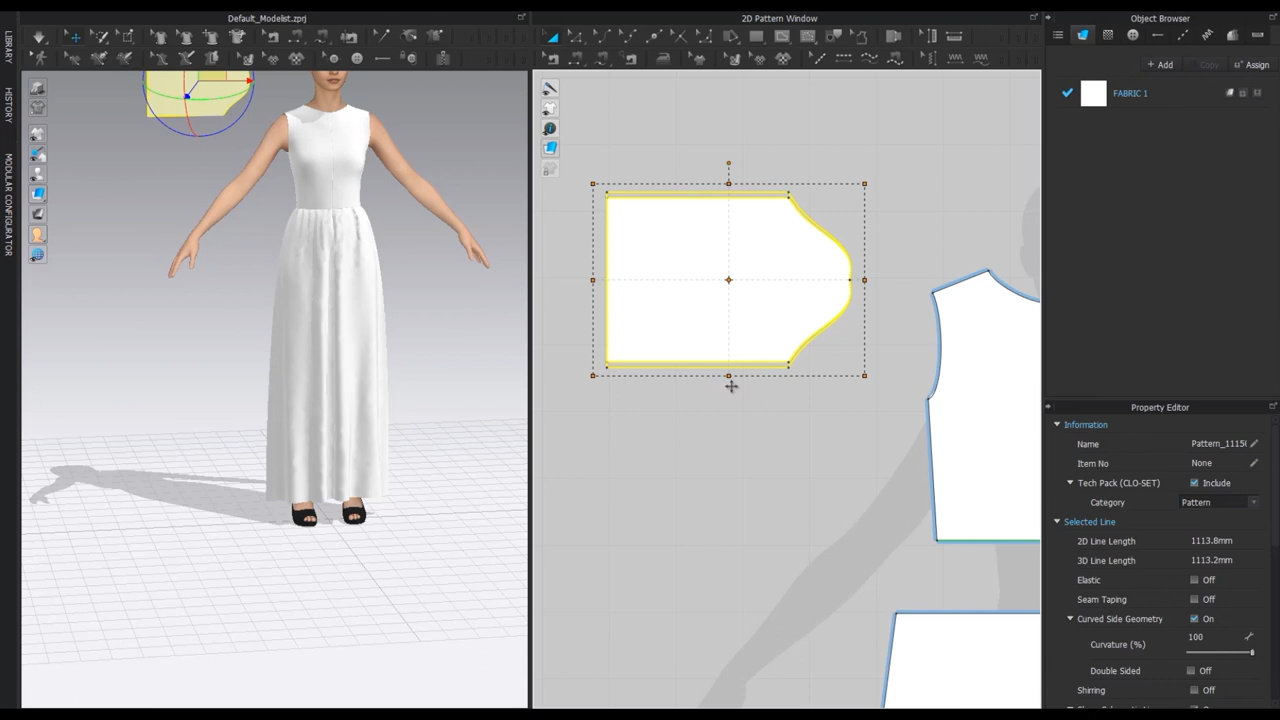 Default_Modelist.zprj
2D Pattern Window
Object Browser
LIBRARY
HISTORY
MODULAR CONFIGURATOR
+ Add
Copy
Assign
FABRIC 1
Property Editor
Information
Name
Pattern_1115
Item No
None
Tech Pack (CLO-SET)
Include
Category
Pattern
Selected Line
2D Line Length
1113.8mm
3D Line Length
1113.2mm
Elastic
Off
Seam Taping
Off
Curved Side Geometry
On
Curvature (%)
100
Double Sided
Off
Shirring
Off